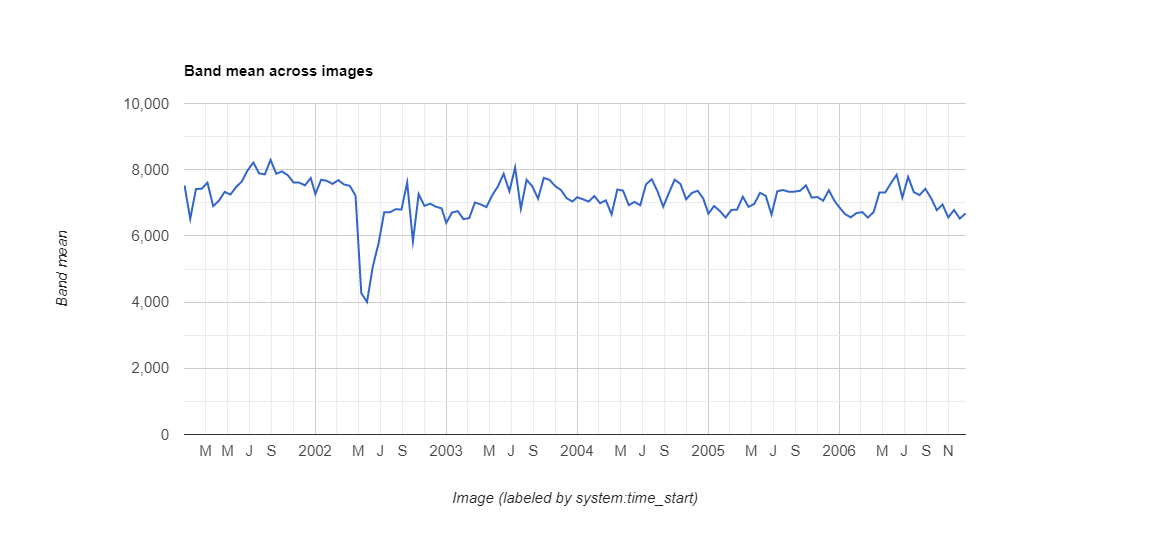 Band mean across images
10,000
8,000
6,000
4,000
2,000
0
Band mean
M M J S 2002 M J S 2003 M J S 2004 M J S 2005 M J S 2006 M J S N
Image (labeled by system:time_start)